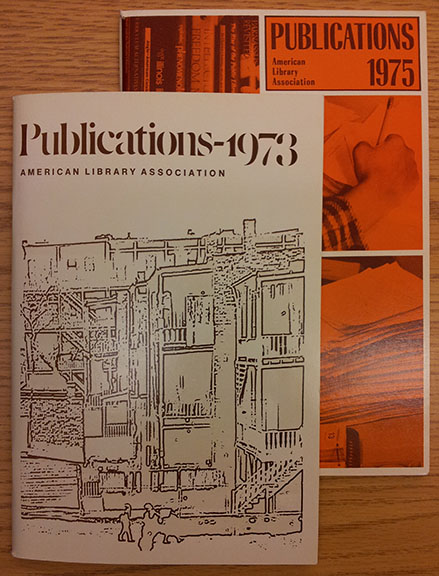 PUBLICATIONS
American
Library
Association
1975
Publications-1973
AMERICAN LIBRARY ASSOCIATION